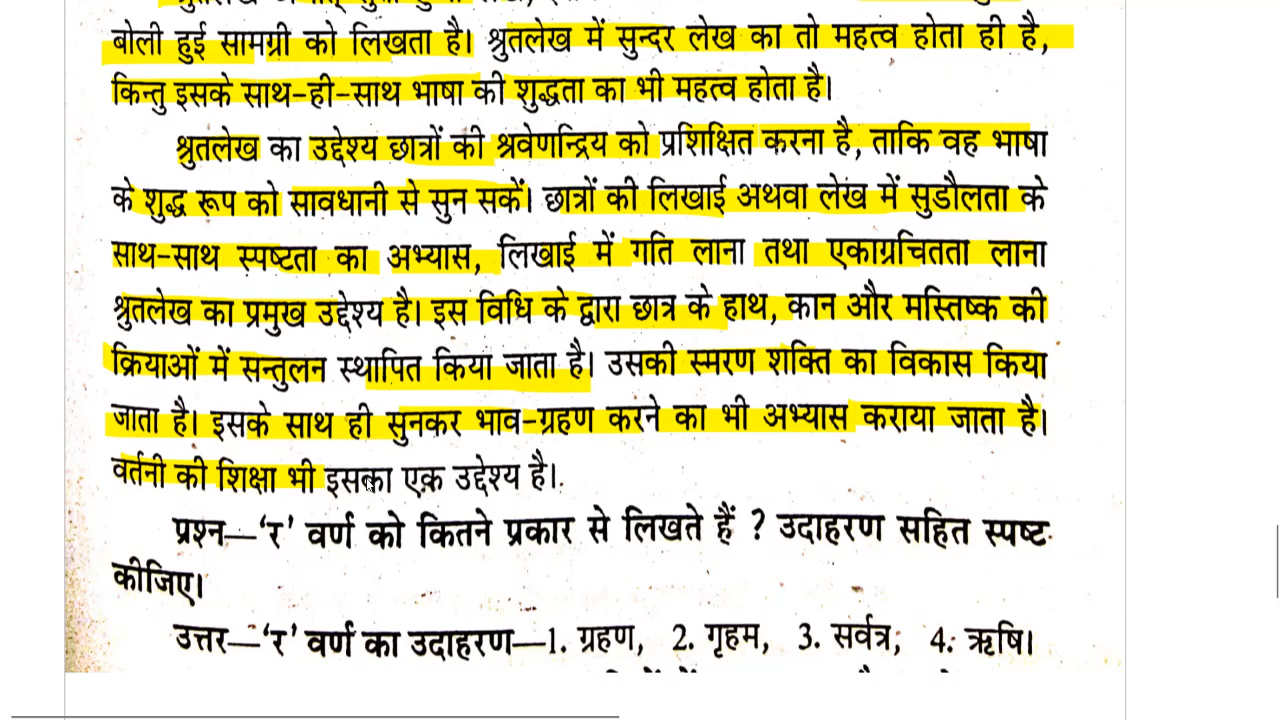 बोली हुई सामग्री को लिखता है। श्रुतलेख में सुन्दर लेख का तो महत्व होता ही है,
किन्तु इसके साथ-ही-साथ भाषा की शुद्धता का भी महत्व होता है।
श्रुतलेख का उद्देश्य छात्रों की श्रवेणन्द्रिय को प्रशिक्षित करना है, ताकि वह भाषा
के शुद्ध रूप को सावधानी से सुन सकें। छात्रों की लिखाई अथवा लेख में सुडौलता के
साथ-साथ स्पष्टता का अभ्यास, लिखाई में गति लाना तथा एकाग्रचितता लाना
श्रुतलेख का प्रमुख उद्देश्य है। इस विधि के द्वारा छात्र के हाथ, कान और मस्तिष्क की
क्रियाओं में सन्तुलन स्थापित किया जाता है। उसकी स्मरण शक्ति का विकास किया
जाता है। इसके साथ ही सुनकर भाव-ग्रहण करने का भी अभ्यास कराया जाता है।
वर्तनी की शिक्षा भी इसका एक उद्देश्य है।
प्रश्न—‘र’ वर्ण को कितने प्रकार से लिखते हैं ? उदाहरण सहित स्पष्ट
कीजिए।
उत्तर—‘र’ वर्ण का उदाहरण—1. ग्रहण, 2. गृहम, 3. सर्वत्र, 4. ऋषि।